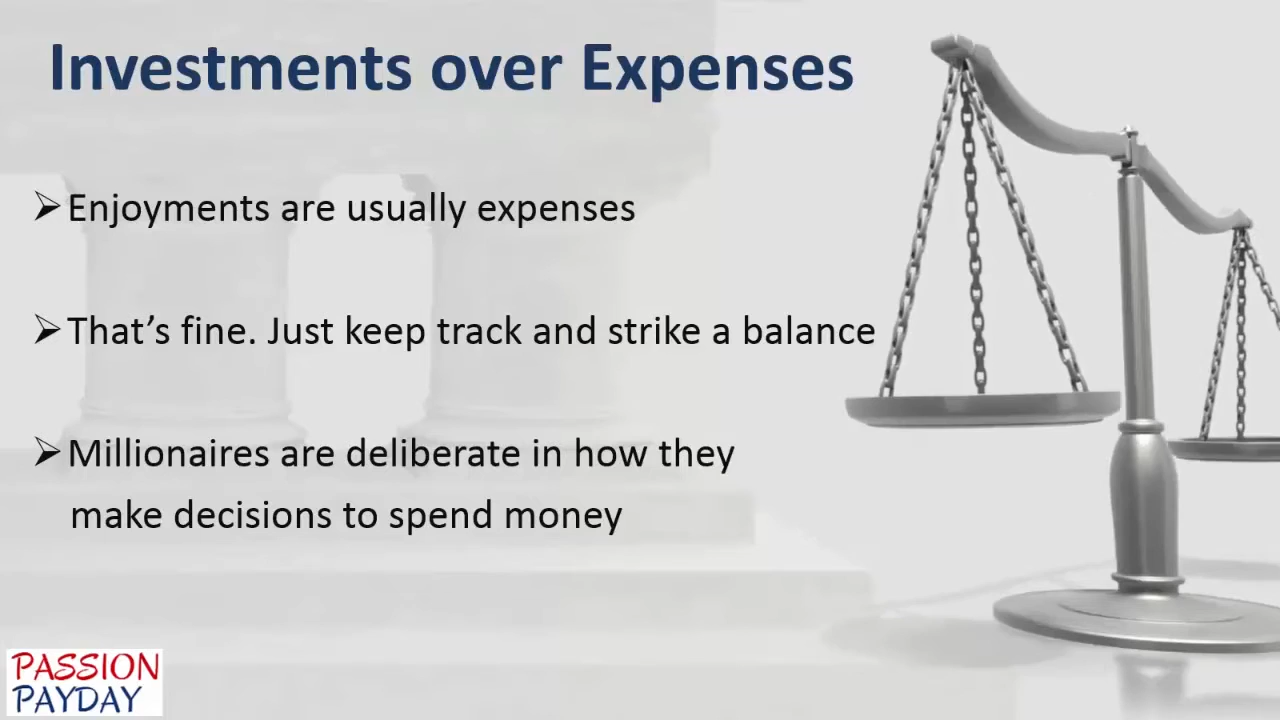 Investments over Expenses
Enjoyments are usually expenses
That’s fine. Just keep track and strike a balance
Millionaires are deliberate in how they
make decisions to spend money
PASSION
PAYDAY